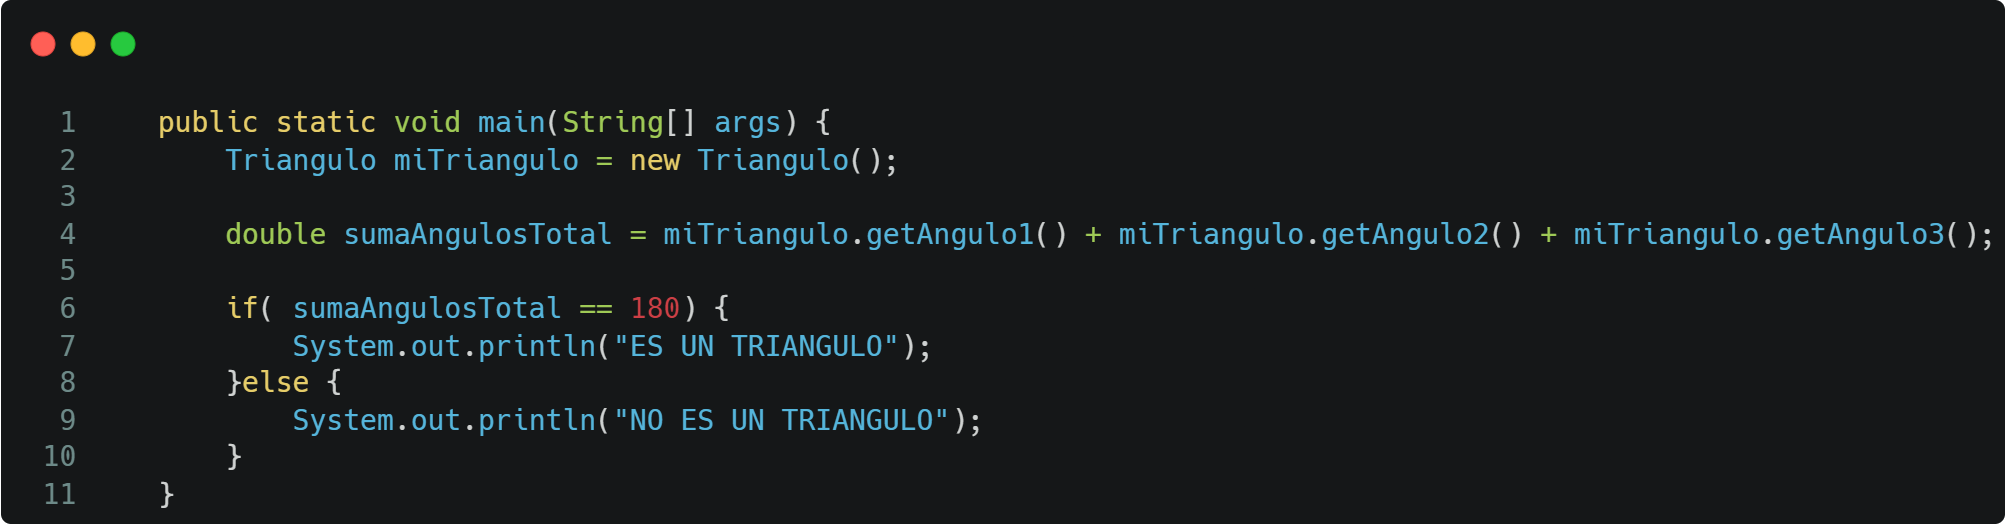 1 public static void main(String[] args) {
2 Triangulo miTriangulo = new Triangulo();
3
4 double sumaAngulosTotal = miTriangulo.getAngulo1() + miTriangulo.getAngulo2() + miTriangulo.getAngulo3();
5
6 if( sumaAngulosTotal == 180) {
7 System.out.println("ES UN TRIANGULO");
8 }else {
9 System.out.println("NO ES UN TRIANGULO");
10 }
11 }